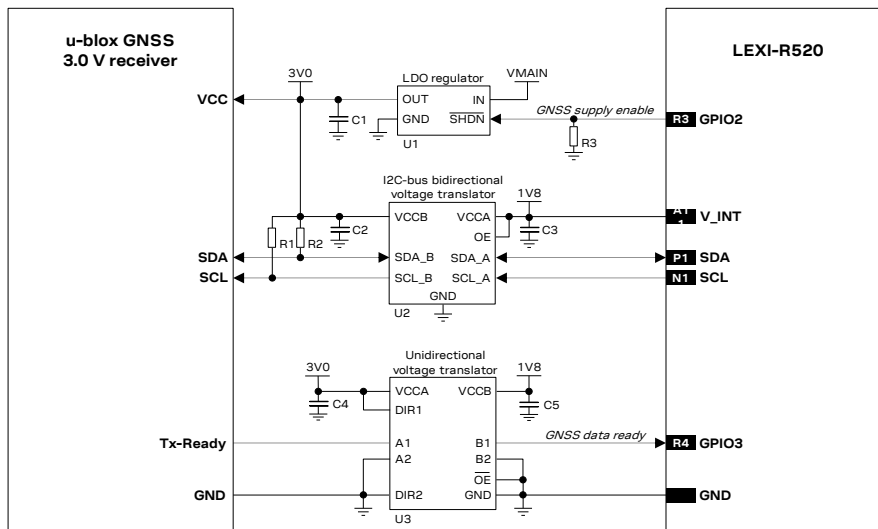 u-blox GNSS
3.0 V receiver
LEXI-R520
3V0
LDO regulator
VMAIN
VCC
OUT
IN
GNSS supply enable
C1
GND
SHDN
R3
GPIO2
U1
R3
I2C-bus bidirectional
voltage translator
1V8
VCCB
VCCA
V_INT
C2
OE
C3
R1
R2
SDA
SDA_B
SDA_A
P1
SDA
SCL
SCL_B
SCL_A
N1
SCL
GND
U2
Unidirectional
voltage translator
3V0
1V8
VCCA
VCCB
C4
DIR1
C5
GNSS data ready
Tx-Ready
A1
B1
R4
GPIO3
A2
B2
OE
GND
DIR2
GND
GND
U3